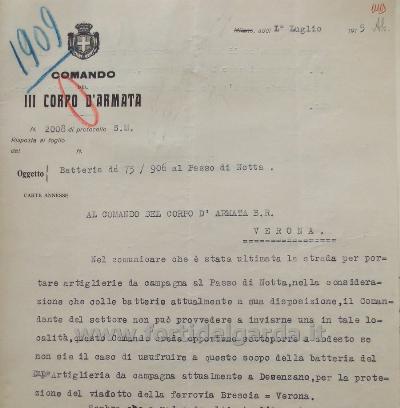 1909
Milano, addì 1° Luglio 1915
COMANDO
DEL
III CORPO D'ARMATA
N. 2008 di protocollo S.M.
Risposta al foglio
del N.
Oggetto Batteria dd 75 / 906 al Passo di Notta.
CARTE ANNESSE
AL COMANDO DEL CORPO D' ARMATA B.R.
VERONA.
Nel comunicare che è stata ultimata la strada per por-
tare artiglierie da campagna al Passo di Notta, nella considera-
zione che colle batterie attualmente a sua disposizione, il Coman-
dante del settore non può provvedere a inviarne una in tale lo-
calità, questo Comando crede opportuno sottoporre a codesto se
non sia il caso di usufruire a questo scopo della batteria del
artiglieria da campagna attualmente a Desenzano, per la prote-
zione del viadotto della ferrovia Brescia - Verona.
www.fortidelgarda.it